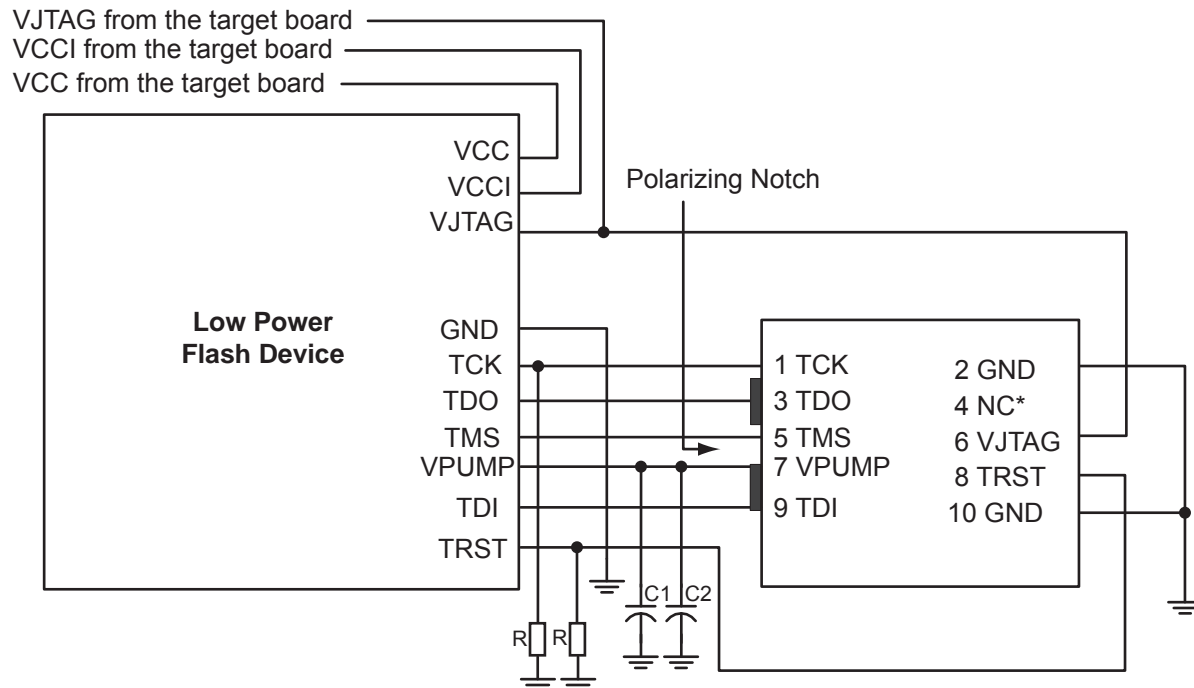 VJTAG from the target board
VCCI from the target board
VCC from the target board
VCC
VCCI
VJTAG
Polarizing Notch
Low Power
Flash Device
GND
TCK
TDO
TMS
VPUMP
TDI
TRST
1 TCK
3 TDO
5 TMS
7 VPUMP
9 TDI
2 GND
4 NC*
6 VJTAG
8 TRST
10 GND
C1
C2
R
R